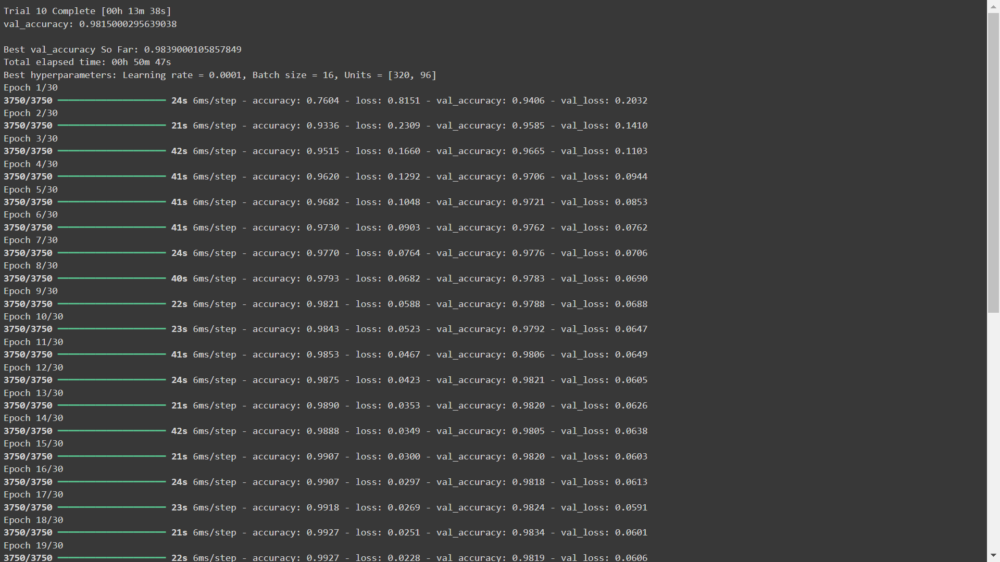 Trial 10 Complete [00h 13m 38s]
val_accuracy: 0.9815000295639038
Best val_accuracy So Far: 0.9839000105857849
Total elapsed time: 00h 50m 47s
Best hyperparameters: Learning rate = 0.0001, Batch size = 16, Units = [320, 96]
Epoch 1/30
3750/3750 24s 6ms/step - accuracy: 0.7604 - loss: 0.8151 - val_accuracy: 0.9406 - val_loss: 0.2032
Epoch 2/30
3750/3750 21s 6ms/step - accuracy: 0.9336 - loss: 0.2309 - val_accuracy: 0.9585 - val_loss: 0.1410
Epoch 3/30
3750/3750 42s 6ms/step - accuracy: 0.9515 - loss: 0.1660 - val_accuracy: 0.9665 - val_loss: 0.1103
Epoch 4/30
3750/3750 41s 6ms/step - accuracy: 0.9620 - loss: 0.1292 - val_accuracy: 0.9706 - val_loss: 0.0944
Epoch 5/30
3750/3750 41s 6ms/step - accuracy: 0.9682 - loss: 0.1048 - val_accuracy: 0.9721 - val_loss: 0.0853
Epoch 6/30
3750/3750 41s 6ms/step - accuracy: 0.9730 - loss: 0.0903 - val_accuracy: 0.9762 - val_loss: 0.0762
Epoch 7/30
3750/3750 24s 6ms/step - accuracy: 0.9770 - loss: 0.0764 - val_accuracy: 0.9776 - val_loss: 0.0706
Epoch 8/30
3750/3750 40s 6ms/step - accuracy: 0.9793 - loss: 0.0682 - val_accuracy: 0.9783 - val_loss: 0.0690
Epoch 9/30
3750/3750 22s 6ms/step - accuracy: 0.9821 - loss: 0.0588 - val_accuracy: 0.9788 - val_loss: 0.0688
Epoch 10/30
3750/3750 23s 6ms/step - accuracy: 0.9843 - loss: 0.0523 - val_accuracy: 0.9792 - val_loss: 0.0647
Epoch 11/30
3750/3750 41s 6ms/step - accuracy: 0.9853 - loss: 0.0467 - val_accuracy: 0.9806 - val_loss: 0.0649
Epoch 12/30
3750/3750 24s 6ms/step - accuracy: 0.9875 - loss: 0.0423 - val_accuracy: 0.9821 - val_loss: 0.0605
Epoch 13/30
3750/3750 21s 6ms/step - accuracy: 0.9890 - loss: 0.0353 - val_accuracy: 0.9820 - val_loss: 0.0626
Epoch 14/30
3750/3750 42s 6ms/step - accuracy: 0.9888 - loss: 0.0349 - val_accuracy: 0.9805 - val_loss: 0.0638
Epoch 15/30
3750/3750 21s 6ms/step - accuracy: 0.9907 - loss: 0.0300 - val_accuracy: 0.9820 - val_loss: 0.0603
Epoch 16/30
3750/3750 24s 6ms/step - accuracy: 0.9907 - loss: 0.0297 - val_accuracy: 0.9818 - val_loss: 0.0613
Epoch 17/30
3750/3750 23s 6ms/step - accuracy: 0.9918 - loss: 0.0269 - val_accuracy: 0.9824 - val_loss: 0.0591
Epoch 18/30
3750/3750 21s 6ms/step - accuracy: 0.9927 - loss: 0.0251 - val_accuracy: 0.9834 - val_loss: 0.0601
Epoch 19/30
3750/3750 22s 6ms/step - accuracy: 0.9927 - loss: 0.0228 - val_accuracy: 0.9819 - val_loss: 0.0606